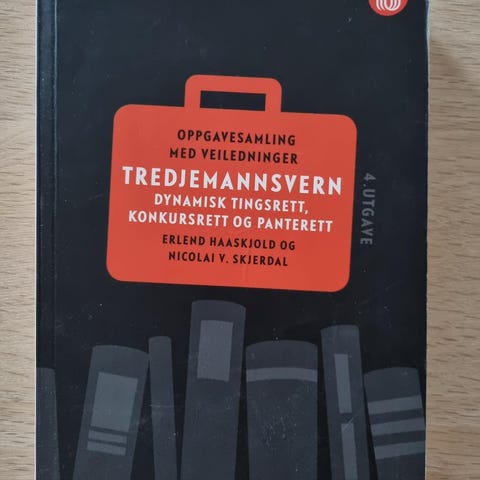 OPPGAVESAMLING
MED VEILEDNINGER
TREDJEMANNSVERN
DYNAMISK TINGSRETT,
KONKURSRETT OG PANTERETT
ERLEND HAASKJOLD OG
NICOLAI V. SKJERDAL
4. UTGAVE